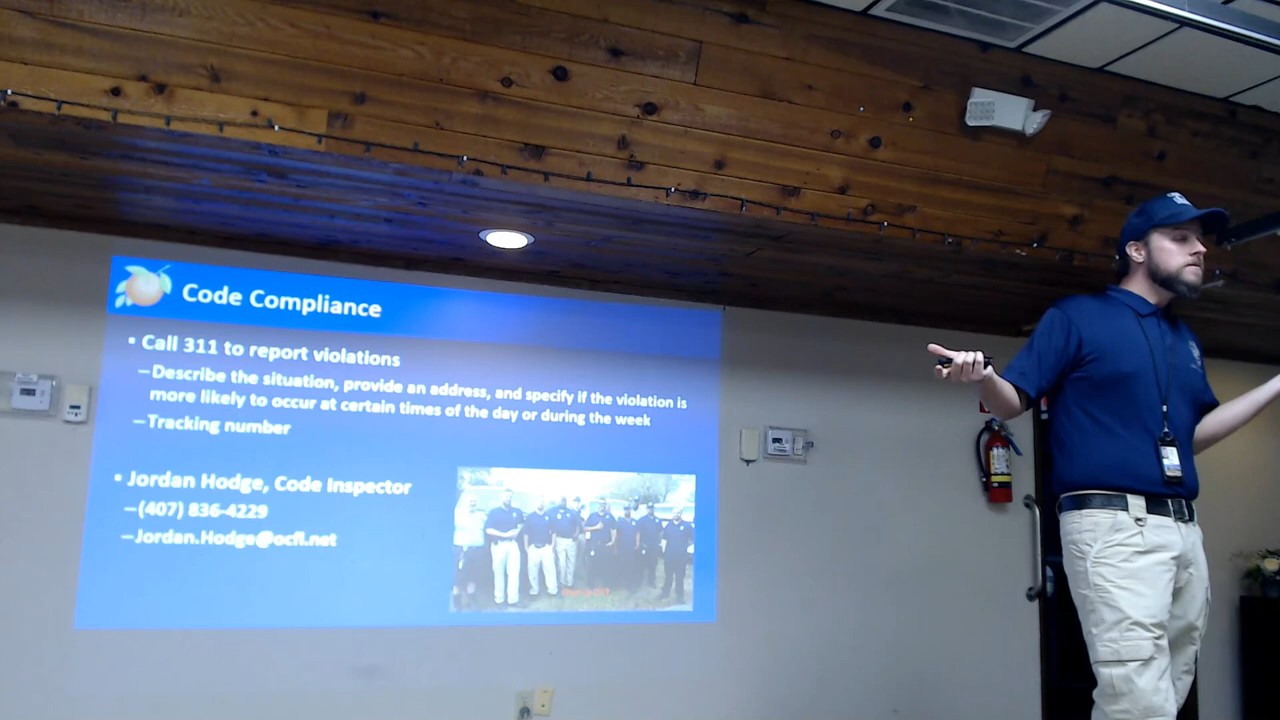 Code Compliance
▪ Call 311 to report violations
–Describe the situation, provide an address, and specify if the violation is
more likely to occur at certain times of the day or during the week
–Tracking number
▪ Jordan Hodge, Code Inspector
–(407) 836-4229
–Jordan.Hodge@ocfl.net